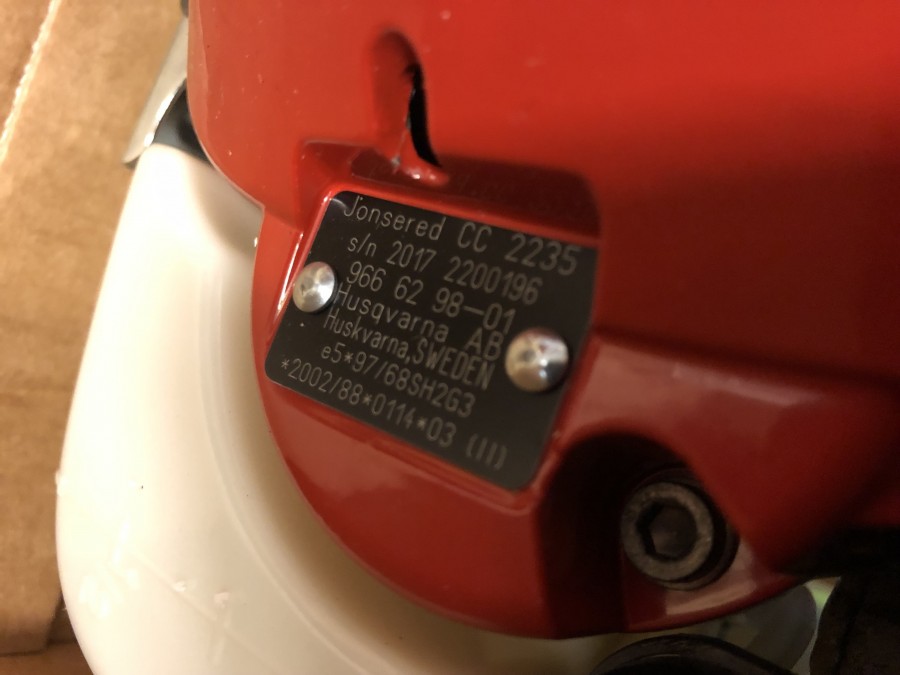 Jonsered CC 2235
s/n 2017 2200196
966 62 98-01
Husqvarna AB
Huskvarna, SWEDEN
e5*97/68SH2G3
*2002/88*0114*03 (II)